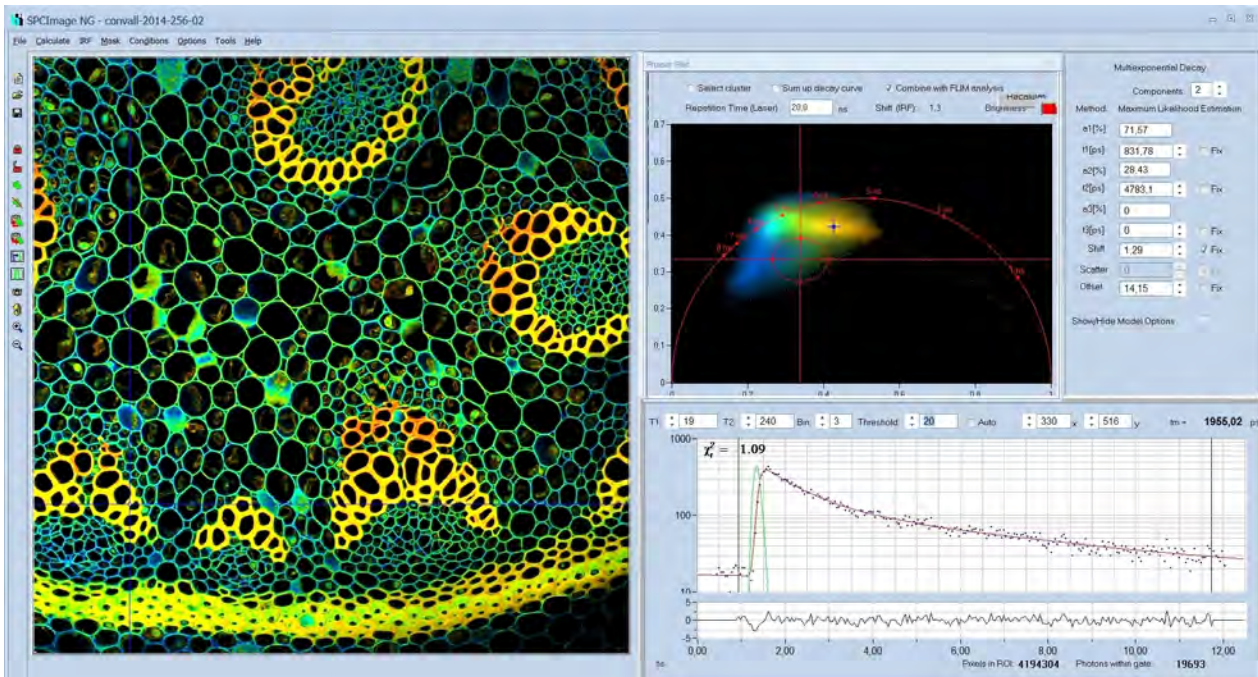 SPCImage NG - convall-2014-256-02
File Calculate IRF Mask Conditions Options Tools Help
Select cluster Sum up decay curve Combine with FLIM analysis
Repetition Time (Laser) ns Shift (IRF): 1.3 Brightness
0.7
0.6
0.5
0.4
0.3
0.2
0.1
0
0 0.2 0.4 0.6 0.8 1
Multiexponential Decay
Components: 2
Method: Maximum Likelihood Estimation
a1[%] 71,57
t1[ps] 831,78 Fix
a2[%] 28,43
t2[ps] 4783,1 Fix
a3[%] 0
t3[ps] 0 Fix
Shift 1.29 Fix
Scatter 0
Offset 14,15 Fix
Show/Hide Model Options
T1: 19 T2: 240 Bin: 3 Threshold: 20 Auto 330 x 516 y tm = 1955,02 ps
1000
χr² = 1.09
100
10
5
0
-5
0,00 2,00 4,00 6,00 8,00 10,00 12,00
Pixels in ROI: 4194304 Photons within gate: 19693